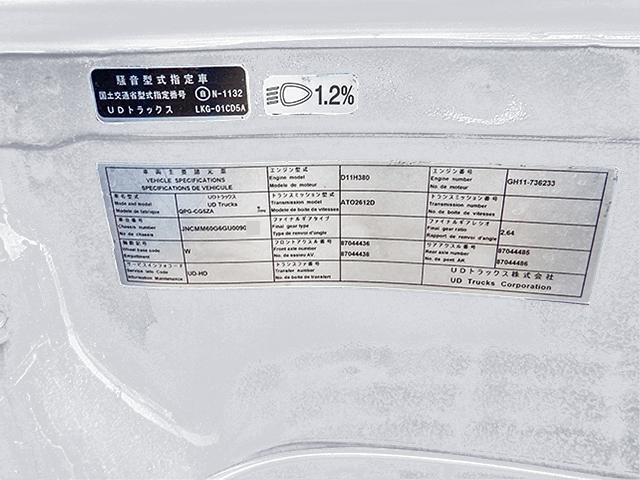 騒音型式指定車
国土交通省型式指定番号 N-1132
UDトラックス LKG-01CD5A
1.2%
車両主要諸元表
VEHICLE SPECIFICATIONS
SPECIFICATIONS DE VEHICULE
車名型式
Make and model
Modele de fabrique
UDトラックス
UD Trucks
QPG-CG5ZA
車台番号
Chassis number
No de chassis
JNCMM60G6GU0090
Wheel base code
Empattement
W
サービスインフォコード
Service Info Code
Information Maintenance
UD-HD
エンジン型式
Engine model
Modele de moteur
D11H380
トランスミッション型式
Transmission model
Modele de boite de vitesses
ATO2612D
ファイナルギアタイプ
Final gear type
Type de renvoi d'angle
フロントアクスル番号
Front axle number
No. de essieu AV.
87044436
87044438
トランスファ番号
Transfer number
No. de boite de transfert
エンジン番号
Engine number
No de moteur
GH11-736233
トランスミッション番号
Transmission number
No de boite de vitesses
ファイナルギアレシオ
Final gear ratio
Rapport de renvoi d'angle
2.64
リアアクスル番号
Rear axle number
No de pont AR
87044485
87044486
UDトラックス株式会社
UD Trucks Corporation